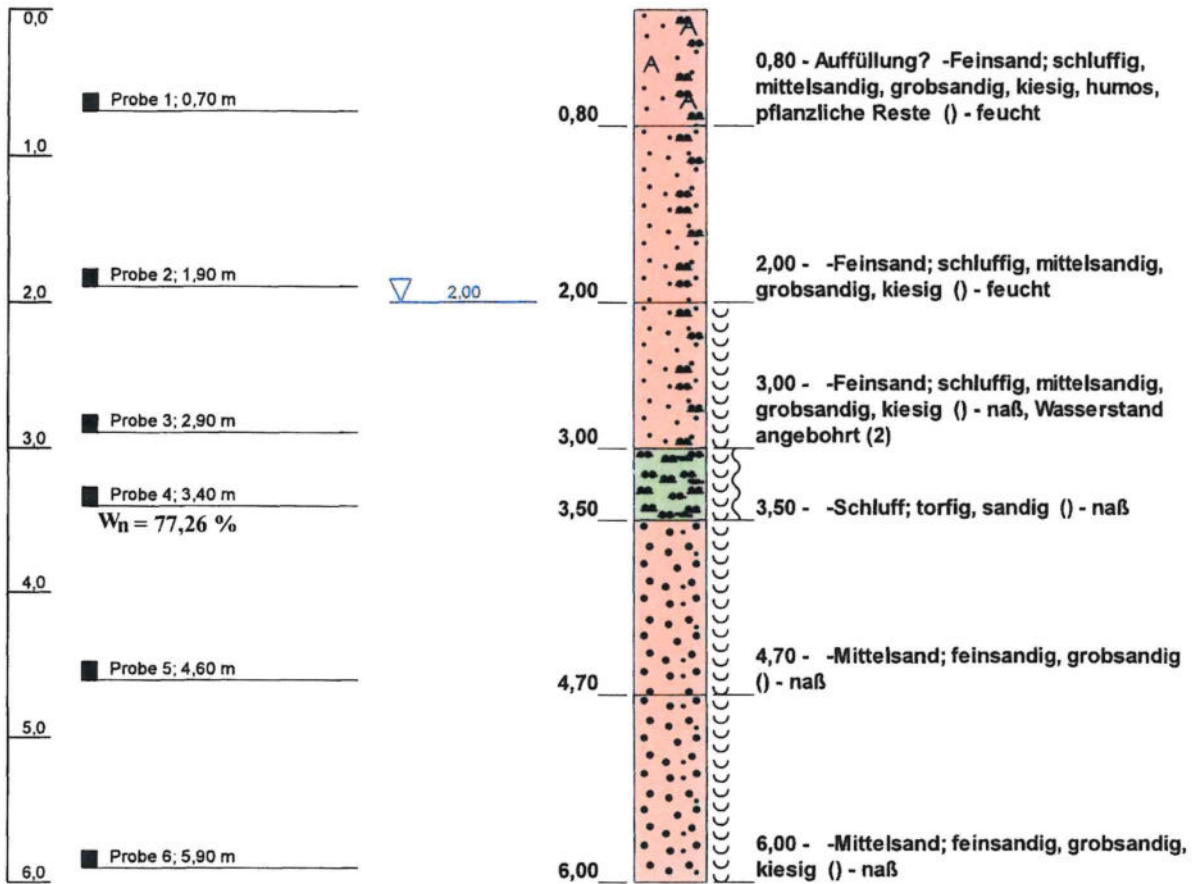 0,0
1,0
2,0
3,0
4,0
5,0
6,0
Probe 1; 0,70 m
Probe 2; 1,90 m
Probe 3; 2,90 m
Probe 4; 3,40 m
Wn = 77,26 %
Probe 5; 4,60 m
Probe 6; 5,90 m
2,00
0,80
2,00
3,00
3,50
4,70
6,00
A
A
A
0,80 - Auffüllung? -Feinsand; schluffig,
mittelsandig, grobsandig, kiesig, humos,
pflanzliche Reste () - feucht
2,00 - -Feinsand; schluffig, mittelsandig,
grobsandig, kiesig () - feucht
3,00 - -Feinsand; schluffig, mittelsandig,
grobsandig, kiesig () - naß, Wasserstand
angebohrt (2)
3,50 - -Schluff; torfig, sandig () - naß
4,70 - -Mittelsand; feinsandig, grobsandig
() - naß
6,00 - -Mittelsand; feinsandig, grobsandig,
kiesig () - naß